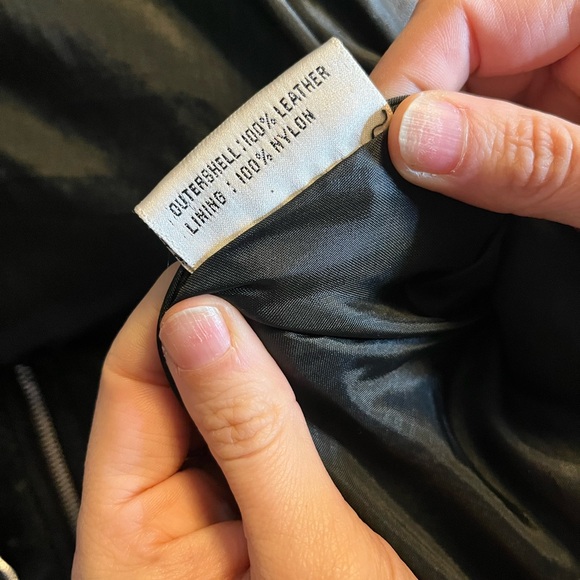 OUTERSHELL:100% LEATHER
LINING : 100% NYLON